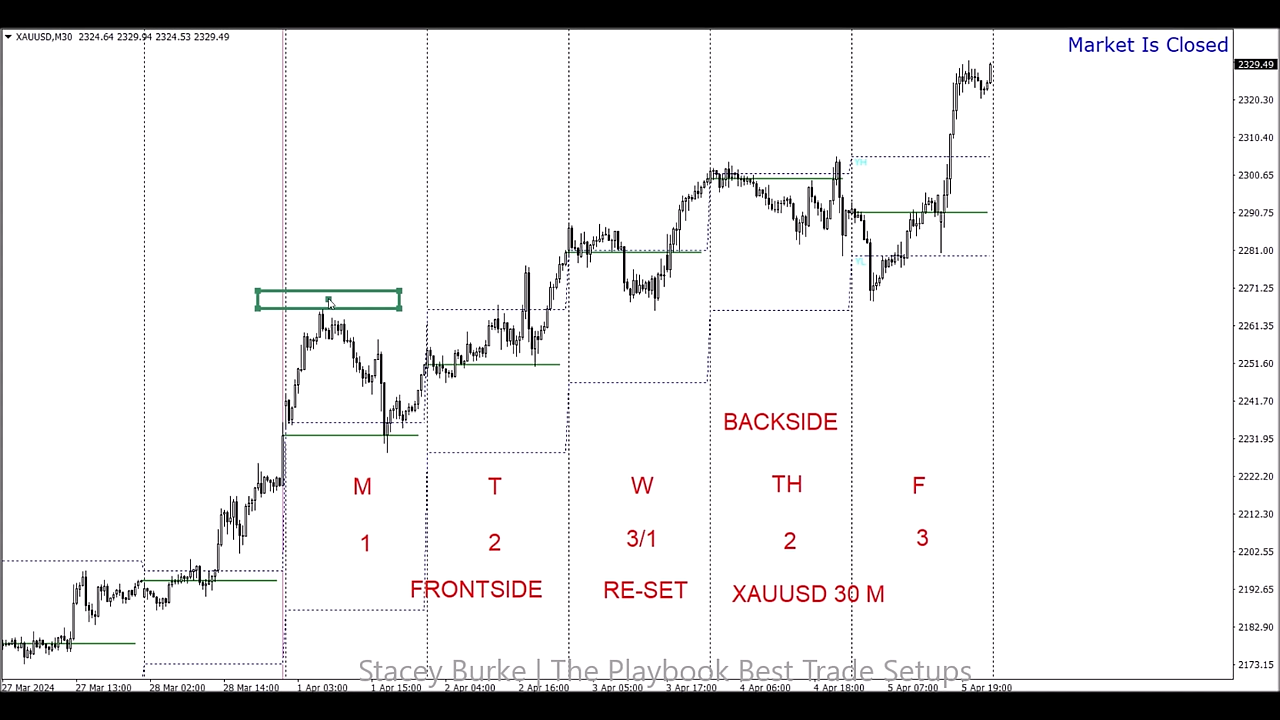 XAUUSD,M30 2324.64 2329.94 2324.53 2329.49
Market Is Closed
2329.49
2320.30
2310.40
2300.65
2290.75
2281.00
2271.25
2261.35
2251.60
2241.70
2231.95
2222.20
2212.30
2202.55
2192.65
2182.90
2173.15
YH
YL
BACKSIDE
M T W TH F
1 2 3/1 2 3
FRONTSIDE RE-SET XAUUSD 30 M
Stacey Burke | The Playbook Best Trade Setups
27 Mar 2024 27 Mar 13:00 28 Mar 02:00 28 Mar 14:00 1 Apr 03:00 1 Apr 15:00 2 Apr 04:00 2 Apr 16:00 3 Apr 05:00 3 Apr 17:00 4 Apr 06:00 4 Apr 18:00 5 Apr 07:00 5 Apr 19:00